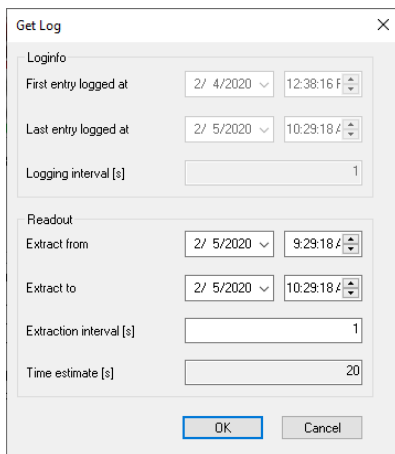 Get Log
Loginfo
First entry logged at 2/ 4/2020 12:38:16 F
Last entry logged at 2/ 5/2020 10:29:18 A
Logging interval [s] 1
Readout
Extract from 2/ 5/2020 9:29:18 A
Extract to 2/ 5/2020 10:29:18 A
Extraction interval [s] 1
Time estimate [s] 20
OK Cancel